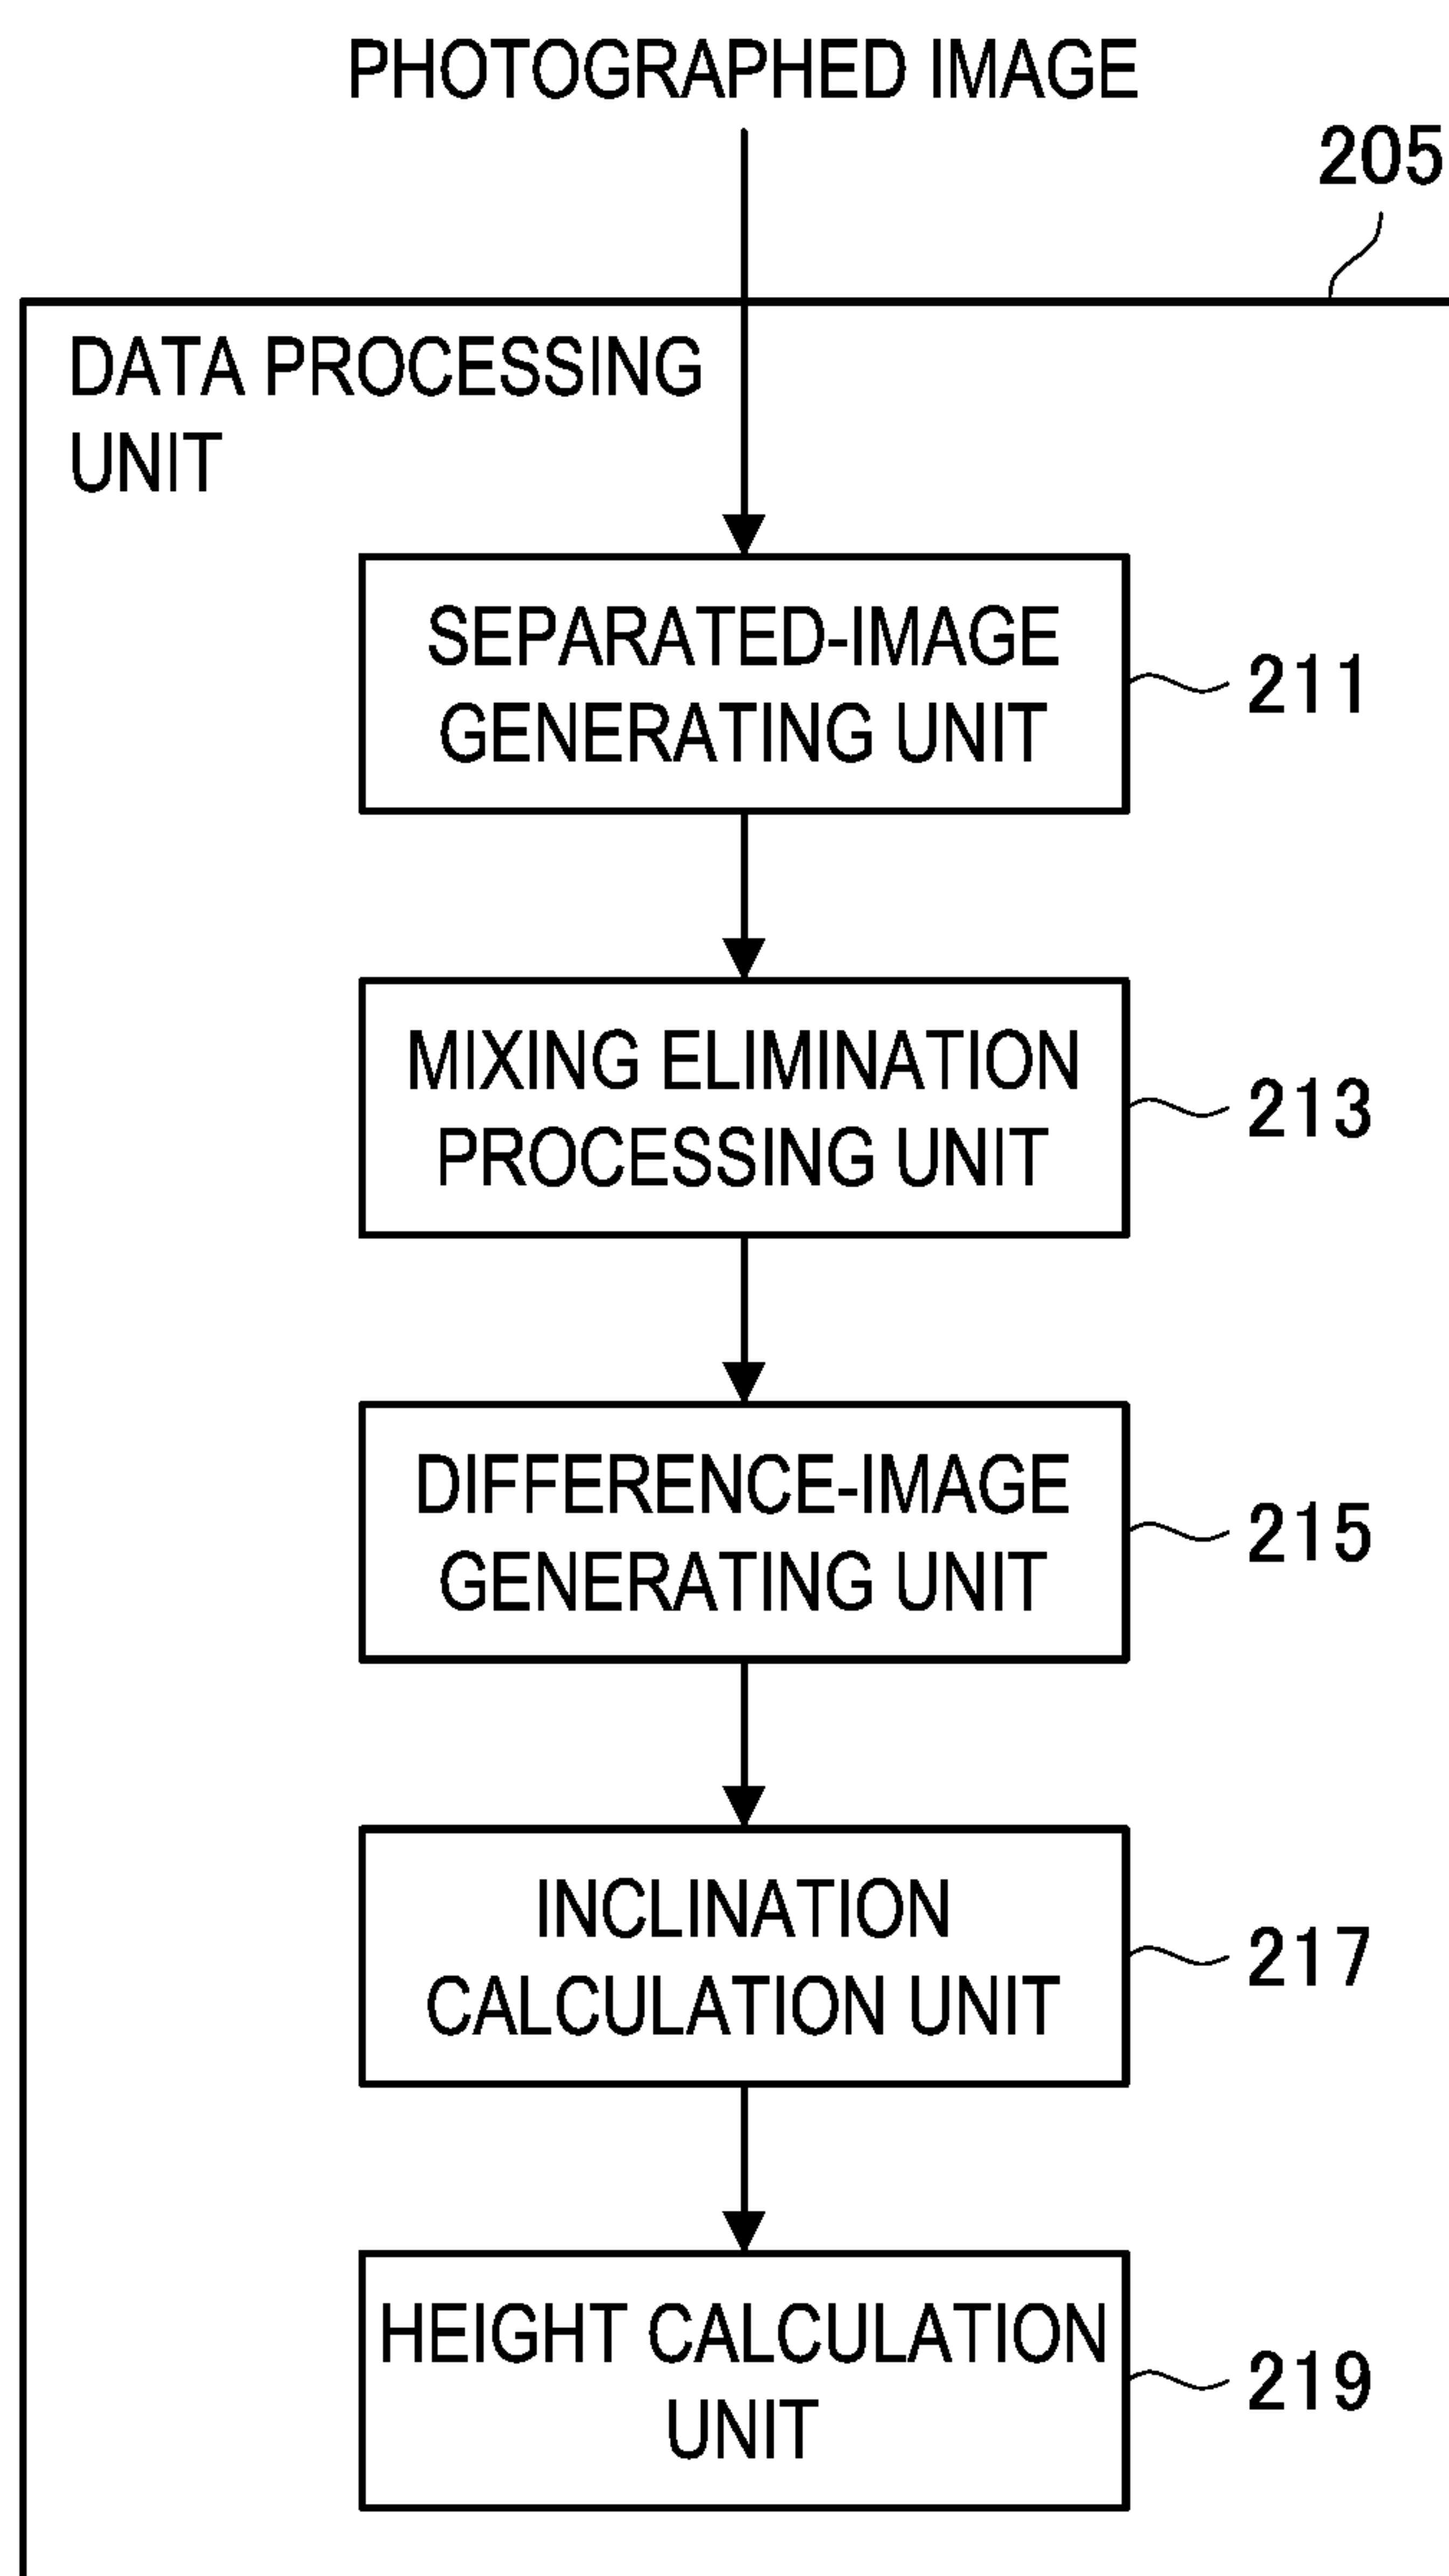 PHOTOGRAPHED IMAGE
205
DATA PROCESSING
UNIT
SEPARATED-IMAGE
GENERATING UNIT
211
MIXING ELIMINATION
PROCESSING UNIT
213
DIFFERENCE-IMAGE
GENERATING UNIT
215
INCLINATION
CALCULATION UNIT
217
HEIGHT CALCULATION
UNIT
219